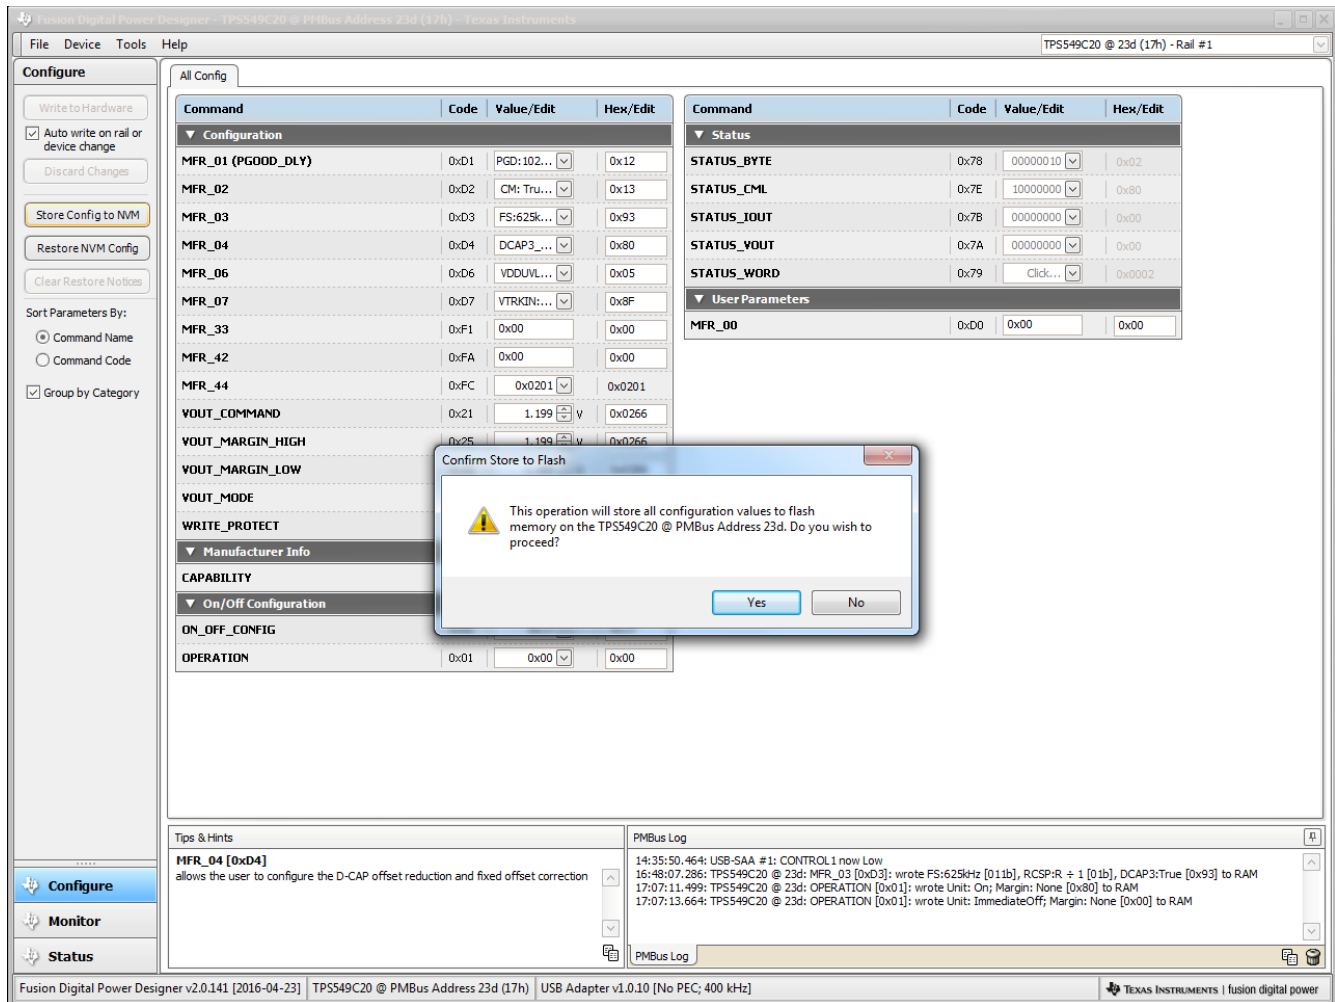 Fusion Digital Power Designer - TPS549C20 @ PMBus Address 23d (17h) - Texas Instruments
File Device Tools Help
TPS549C20 @ 23d (17h) - Rail #1
Configure
Write to Hardware
Auto write on rail or
device change
Discard Changes
Store Config to NVM
Restore NVM Config
Clear Restore Notices
Sort Parameters By:
Command Name
Command Code
Group by Category
All Config
Command Code Value/Edit Hex/Edit
Configuration
MFR_01 (PGOOD_DLY) 0xD1 PGD:102... 0x12
MFR_02 0xD2 CM: Tru... 0x13
MFR_03 0xD3 FS:625k... 0x93
MFR_04 0xD4 DCAP3_... 0x80
MFR_06 0xD6 VDDUVL... 0x05
MFR_07 0xD7 VTRKIN:... 0x8F
MFR_33 0xF1 0x00 0x00
MFR_42 0xFA 0x00 0x00
MFR_44 0xFC 0x0201 0x0201
VOUT_COMMAND 0x21 1.199 V 0x0266
VOUT_MARGIN_HIGH 0x25 1.199 V 0x0266
VOUT_MARGIN_LOW
VOUT_MODE
WRITE_PROTECT
Manufacturer Info
CAPABILITY
On/Off Configuration
ON_OFF_CONFIG
OPERATION 0x01 0x00 0x00
Command Code Value/Edit Hex/Edit
Status
STATUS_BYTE 0x78 00000010 0x02
STATUS_CML 0x7E 10000000 0x80
STATUS_IOUT 0x7B 00000000 0x00
STATUS_VOUT 0x7A 00000000 0x00
STATUS_WORD 0x79 Click... 0x0002
User Parameters
MFR_00 0xD0 0x00 0x00
Confirm Store to Flash
This operation will store all configuration values to flash
memory on the TPS549C20 @ PMBus Address 23d. Do you wish to
proceed?
Yes No
Configure
Monitor
Status
Tips & Hints
MFR_04 [0xD4]
allows the user to configure the D-CAP offset reduction and fixed offset correction
PMBus Log
14:35:50.464: USB-SAA #1: CONTROL1 now Low
16:48:07.286: TPS549C20 @ 23d: MFR_03 [0xD3]: wrote FS:625kHz [011b], RCSP:R ÷ 1 [01b], DCAP3:True [0x93] to RAM
17:07:11.499: TPS549C20 @ 23d: OPERATION [0x01]: wrote Unit: On; Margin: None [0x80] to RAM
17:07:13.664: TPS549C20 @ 23d: OPERATION [0x01]: wrote Unit: ImmediateOff; Margin: None [0x00] to RAM
PMBus Log
Fusion Digital Power Designer v2.0.141 [2016-04-23] TPS549C20 @ PMBus Address 23d (17h) USB Adapter v1.0.10 [No PEC; 400 kHz]
TEXAS INSTRUMENTS | fusion digital power